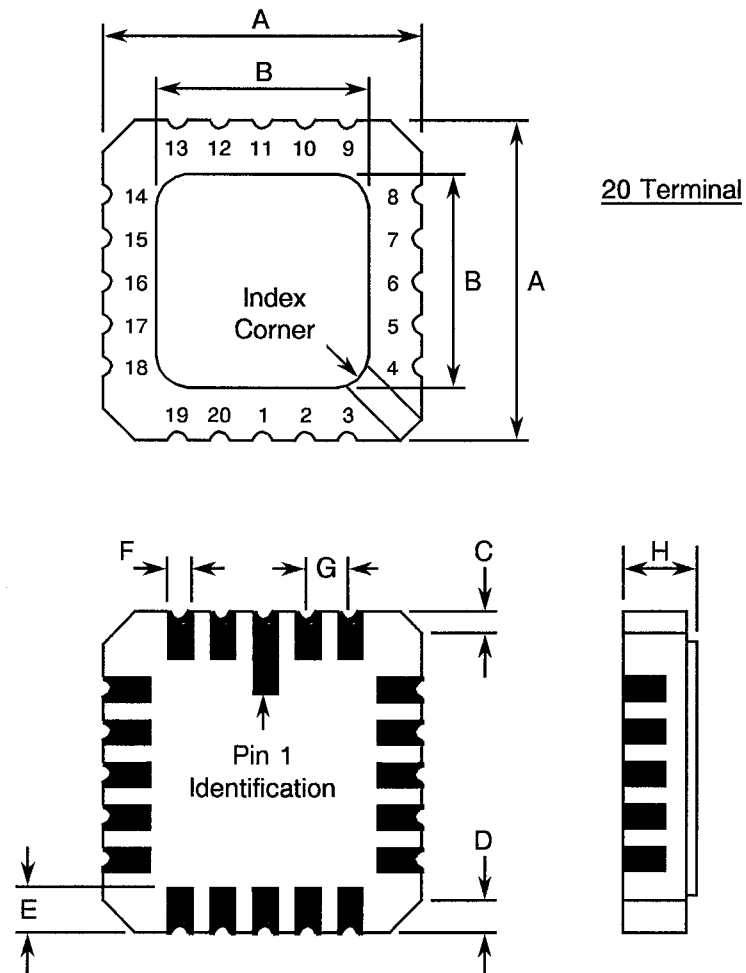 A
B
13 12 11 10 9
20 Terminal
14 8
15 7
16 6
17 5
18 4
B
A
Index
Corner
19 20 1 2 3
F
G
C
H
Pin 1
Identification
D
E